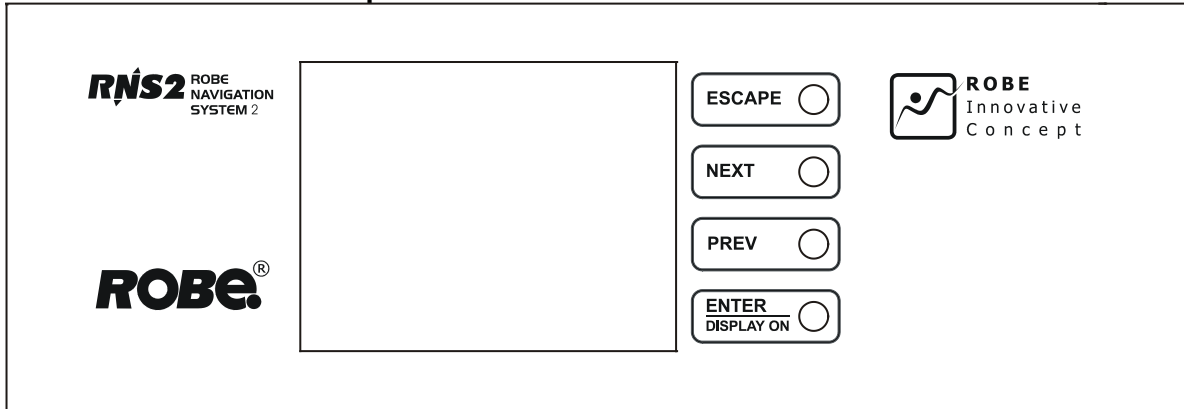 RNS2 ROBE
NAVIGATION
SYSTEM 2
ROBE®
ESCAPE
NEXT
PREV
ENTER
DISPLAY ON
ROBE
Innovative
Concept